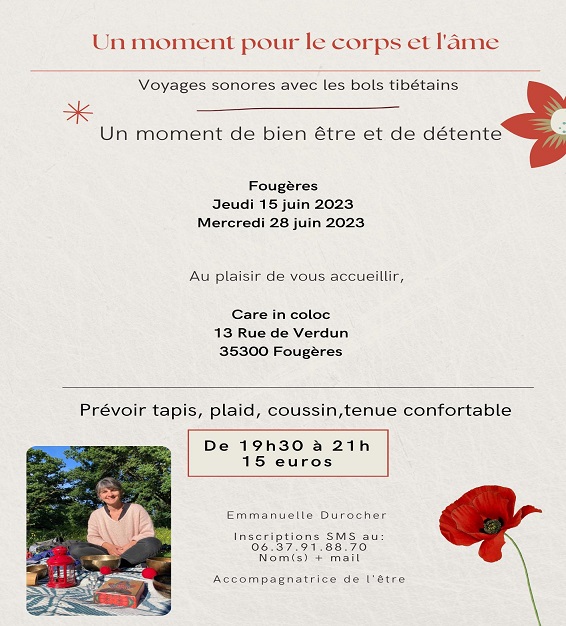 Un moment pour le corps et l'âme
Voyages sonores avec les bols tibétains
Un moment de bien être et de détente
Fougères
Jeudi 15 juin 2023
Mercredi 28 juin 2023
Au plaisir de vous accueillir,
Care in coloc
13 Rue de Verdun
35300 Fougères
Prévoir tapis, plaid, coussin,tenue confortable
De 19h30 à 21h
15 euros
Emmanuelle Durocher
Inscriptions SMS au:
06.37.91.88.70
Nom(s) + mail
Accompagnatrice de l'être